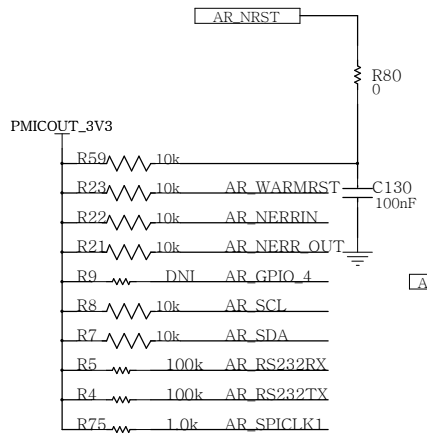 AR_NRST
R80
0
PMICOUT_3V3
R59 10k
R23 10k AR_WARMRST C130
100nF
R22 10k AR_NERRIN
R21 10k AR_NERR_OUT
R9 DNI AR_GPIO_4
A
R8 10k AR_SCL
R7 10k AR_SDA
R5 100k AR_RS232RX
R4 100k AR_RS232TX
R75 1.0k AR_SPICLK1